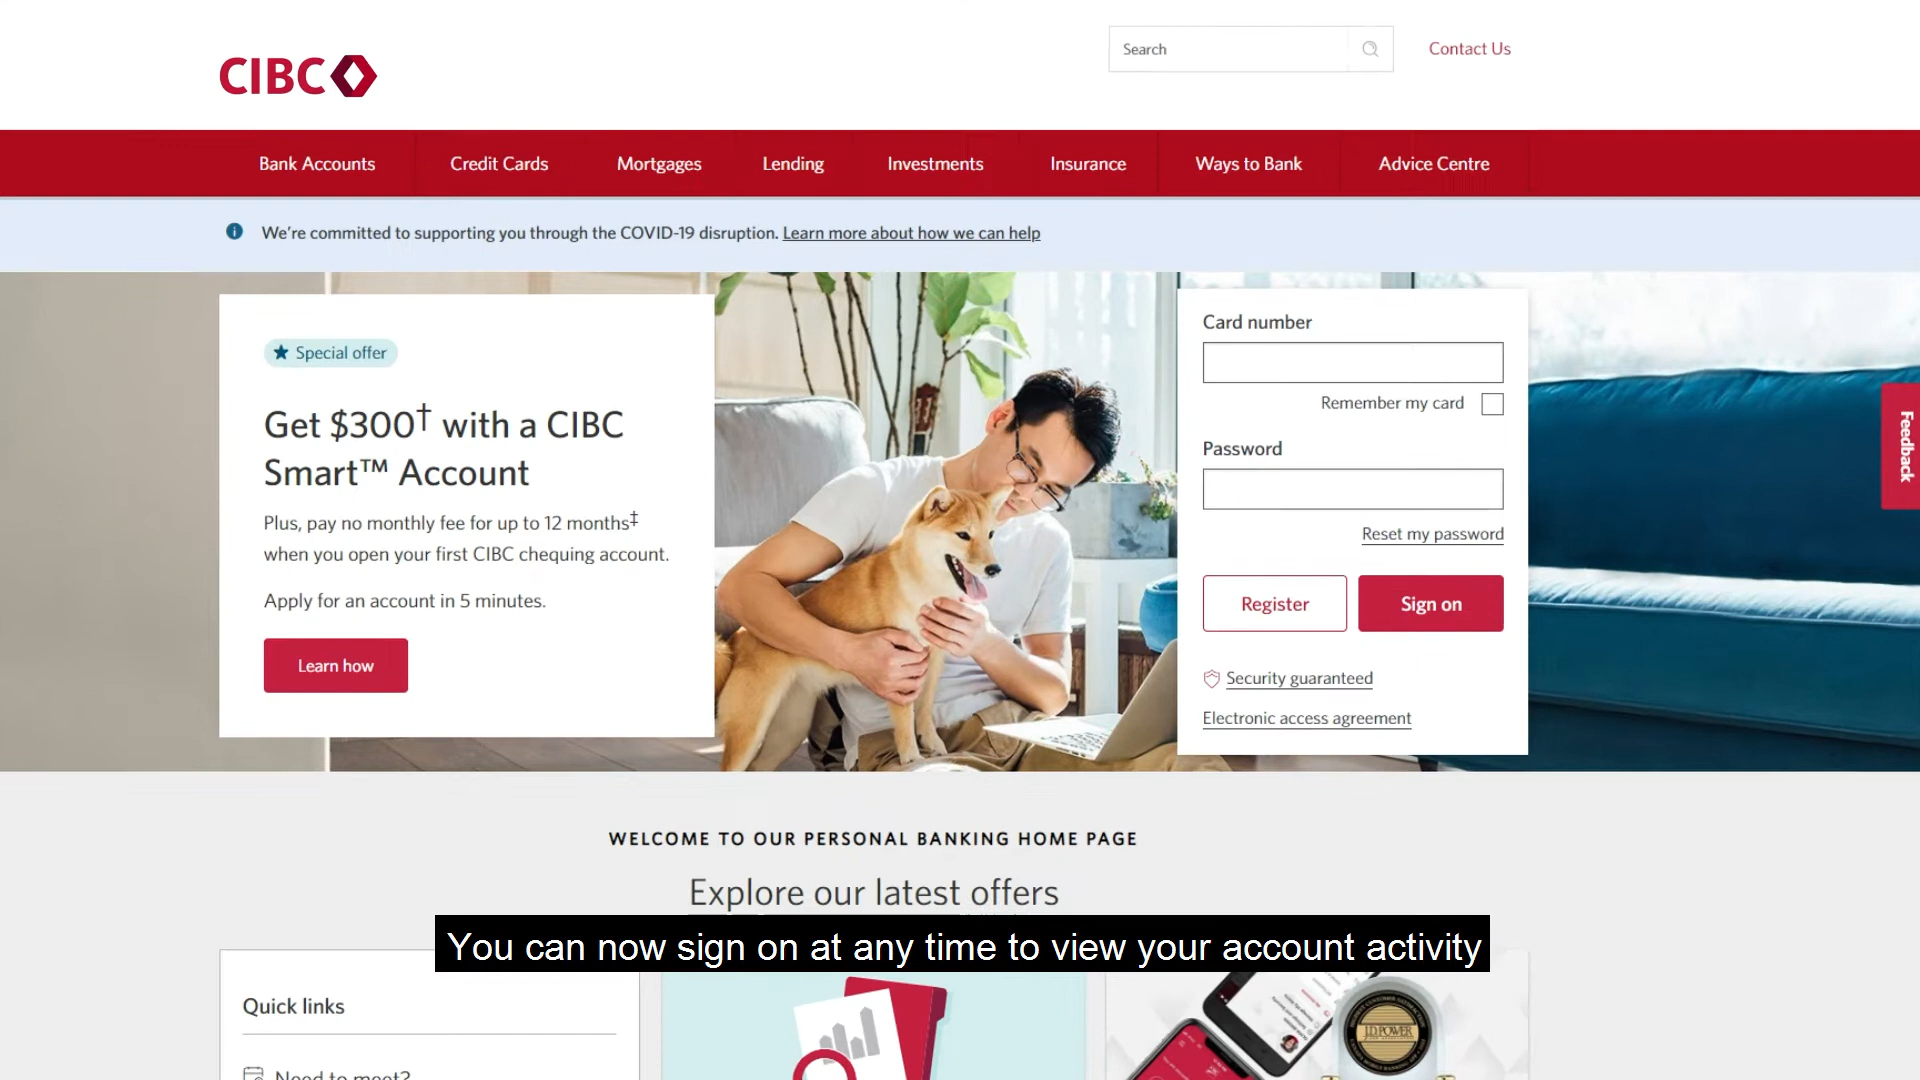 CIBC
Search
Contact Us
Bank Accounts
Credit Cards
Mortgages
Lending
Investments
Insurance
Ways to Bank
Advice Centre
We're committed to supporting you through the COVID-19 disruption. Learn more about how we can help
Special offer
Get $300† with a CIBC
Smart™ Account
Plus, pay no monthly fee for up to 12 months‡
when you open your first CIBC chequing account.
Apply for an account in 5 minutes.
Learn how
Card number
Remember my card
Password
Reset my password
Register
Sign on
Security guaranteed
Electronic access agreement
Feedback
WELCOME TO OUR PERSONAL BANKING HOME PAGE
Explore our latest offers
You can now sign on at any time to view your account activity
Quick links
Need to meet?
J.D. POWER